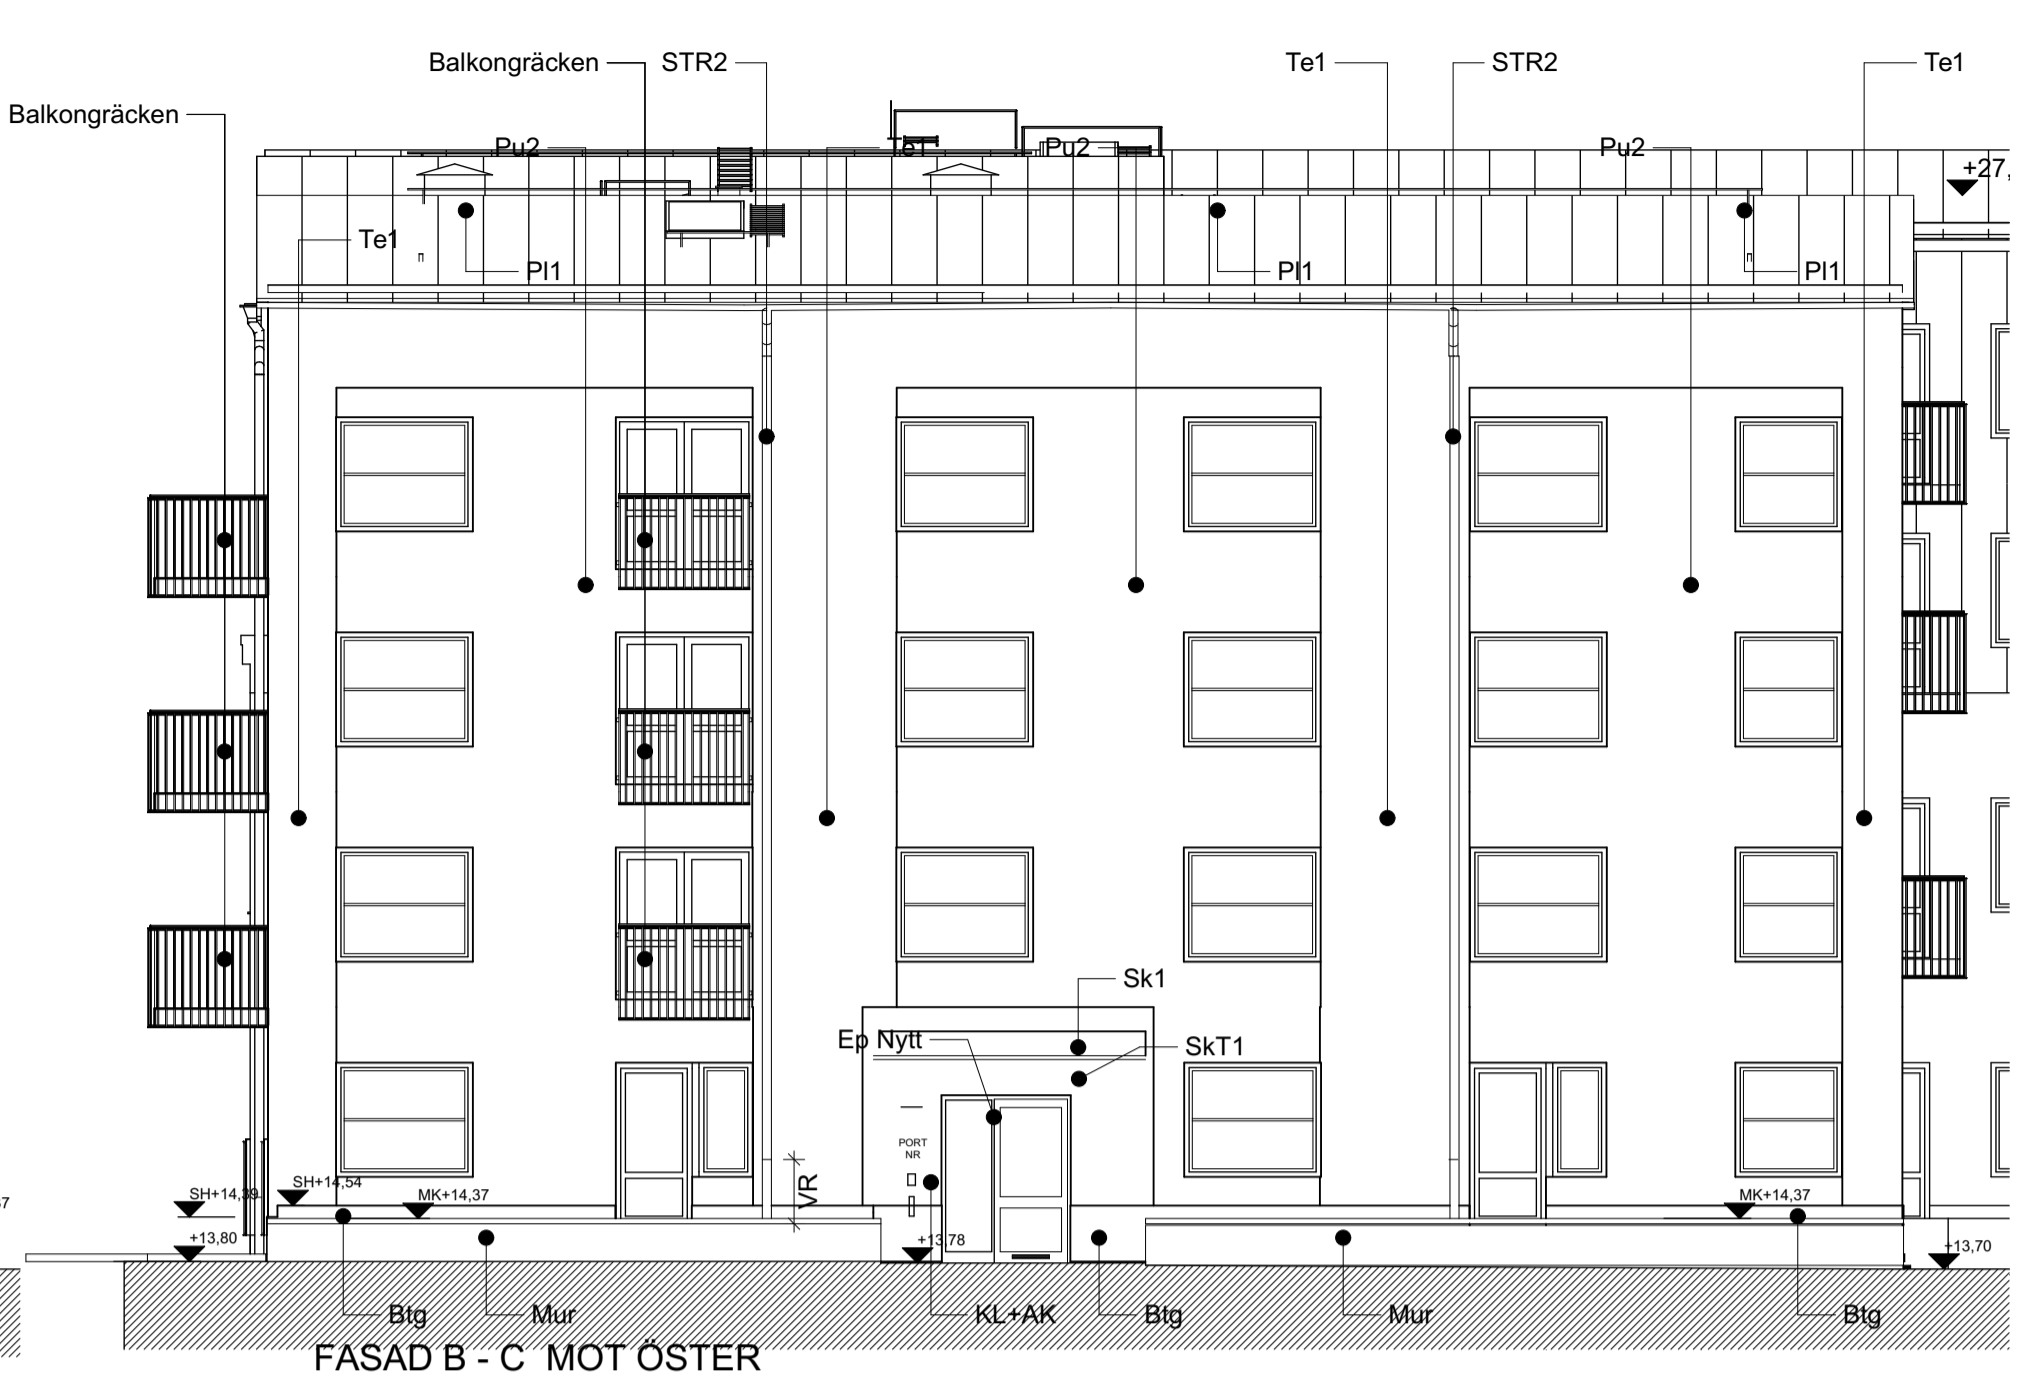 Balkongräcken
STR2
Te1
STR2
Te1
Balkongräcken
Pu2
Te1
Pu2
Pu2
+27,
Te1
Pl1
Pl1
Pl1
Sk1
Ep Nytt
SkT1
PORT
NR
VR
SH+14,39
SH+14,54
MK+14,37
MK+14,37
+13,80
+13,78
+13,70
Btg
Mur
KL+AK
Btg
Mur
Btg
FASAD B - C MOT ÖSTER